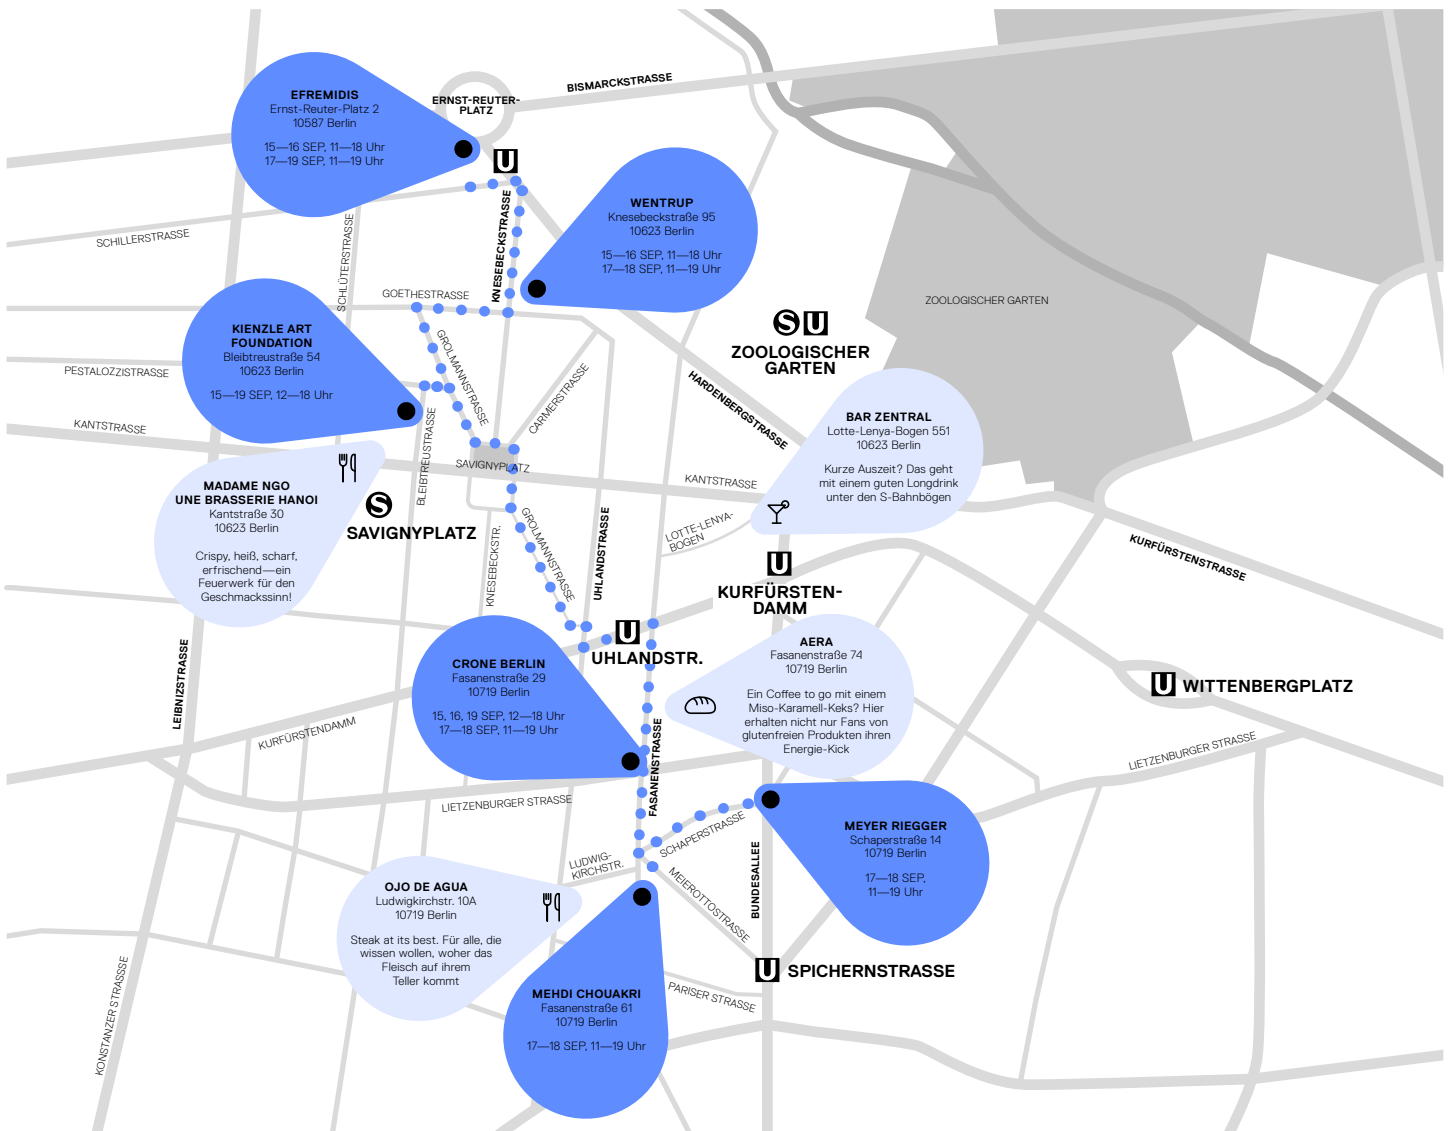 BISMARCKSTRASSE
ERNST-REUTER-
PLATZ
EFREMIDIS
Ernst-Reuter-Platz 2
10587 Berlin
15—16 SEP, 11—18 Uhr
17—19 SEP, 11—19 Uhr
U
WENTRUP
Knesebeckstraße 95
10623 Berlin
15—16 SEP, 11—18 Uhr
17—18 SEP, 11—19 Uhr
KNESEBECKSTRASSE
SCHILLERSTRASSE
SCHLÜTERSTRASSE
GOETHESTRASSE
ZOOLOGISCHER GARTEN
S U
ZOOLOGISCHER
GARTEN
KIENZLE ART
FOUNDATION
Bleibtreustraße 54
10623 Berlin
15—19 SEP, 12—18 Uhr
GROLMANNSTRASSE
CARMERSTRASSE
HARDENBERGSTRASSE
PESTALOZZISTRASSE
KANTSTRASSE
BLEIBTREUSTRASSE
SAVIGNYPLATZ
KANTSTRASSE
BAR ZENTRAL
Lotte-Lenya-Bogen 551
10623 Berlin
Kurze Auszeit? Das geht
mit einem guten Longdrink
unter den S-Bahnbögen
MADAME NGO
UNE BRASSERIE HANOI
Kantstraße 30
10623 Berlin
Crispy, heiß, scharf,
erfrischend—ein
Feuerwerk für den
Geschmackssinn!
S
SAVIGNYPLATZ
KNESEBECKSTR.
GROLMANNSTRASSE
UHLANDSTRASSE
LOTTE-LENYA-
BOGEN
U
KURFÜRSTEN-
DAMM
KURFÜRSTENSTRASSE
U
UHLANDSTR.
CRONE BERLIN
Fasanenstraße 29
10719 Berlin
15, 16, 19 SEP, 12—18 Uhr
17—18 SEP, 11—19 Uhr
AERA
Fasanenstraße 74
10719 Berlin
Ein Coffee to go mit einem
Miso-Karamell-Keks? Hier
erhalten nicht nur Fans von
glutenfreien Produkten ihren
Energie-Kick
U WITTENBERGPLATZ
LEIBNIZSTRASSE
KURFÜRSTENDAMM
FASANENSTRASSE
LIETZENBURGER STRASSE
LIETZENBURGER STRASSE
SCHAPERSTRASSE
MEYER RIEGGER
Schaperstraße 14
10719 Berlin
17—18 SEP,
11—19 Uhr
LUDWIG-
KIRCHSTR.
MEIEROTTOSTRASSE
BUNDESALLEE
OJO DE AGUA
Ludwigkirchstr. 10A
10719 Berlin
Steak at its best. Für alle, die
wissen wollen, woher das
Fleisch auf ihrem
Teller kommt
U SPICHERNSTRASSE
MEHDI CHOUAKRI
Fasanenstraße 61
10719 Berlin
17—18 SEP, 11—19 Uhr
PARISER STRASSE
KONSTANZER STRASSSE